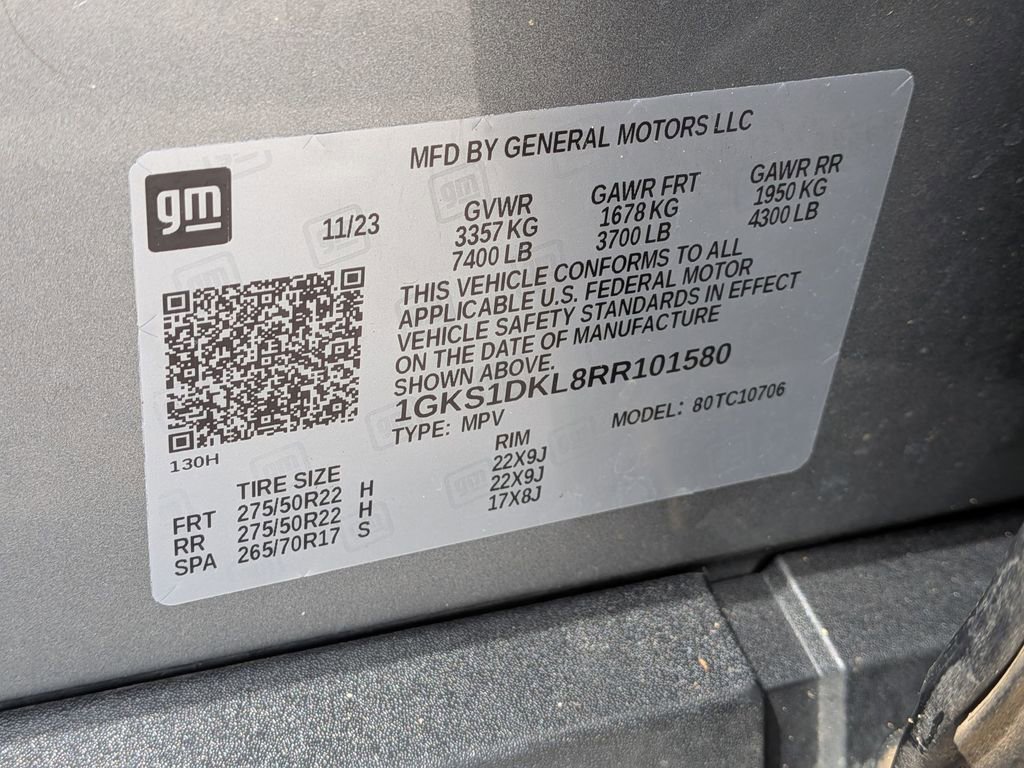 MFD BY GENERAL MOTORS LLC
gm
11/23
GVWR
3357 KG
7400 LB
GAWR FRT
1678 KG
3700 LB
GAWR RR
1950 KG
4300 LB
THIS VEHICLE CONFORMS TO ALL
APPLICABLE U.S. FEDERAL MOTOR
VEHICLE SAFETY STANDARDS IN EFFECT
ON THE DATE OF MANUFACTURE
SHOWN ABOVE.
1GKS1DKL8RR101580
TYPE: MPV
MODEL: 80TC10706
130H
TIRE SIZE RIM
FRT 275/50R22 H 22X9J
RR 275/50R22 H 22X9J
SPA 265/70R17 S 17X8J